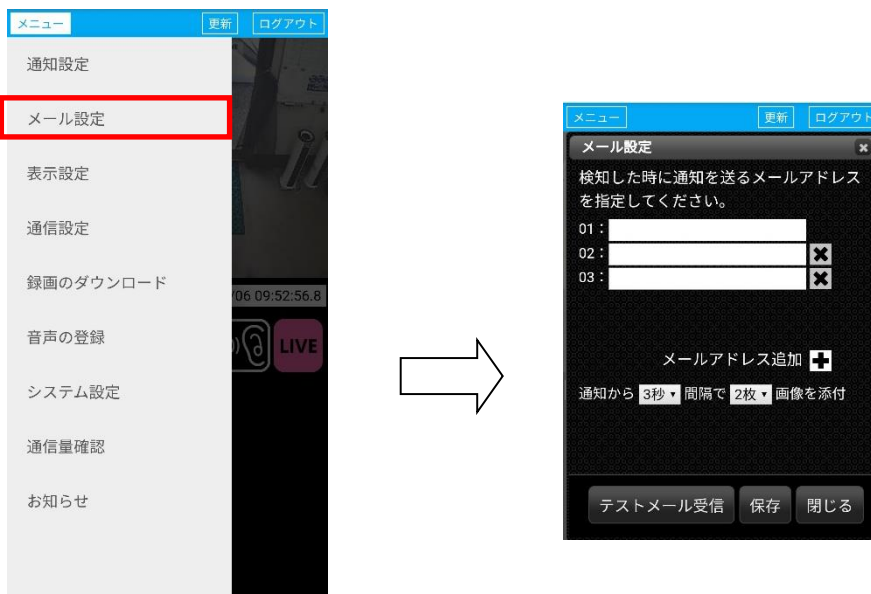 メニュー 更新 ログアウト
通知設定
メール設定
表示設定
通信設定
録画のダウンロード
音声の登録
システム設定
通信量確認
お知らせ
/06 09:52:56.8
LIVE
メニュー 更新 ログアウト
メール設定
検知した時に通知を送るメールアドレス
を指定してください。
01：
02：
03：
メールアドレス追加
通知から 3秒 間隔で 2枚 画像を添付
テストメール受信 保存 閉じる